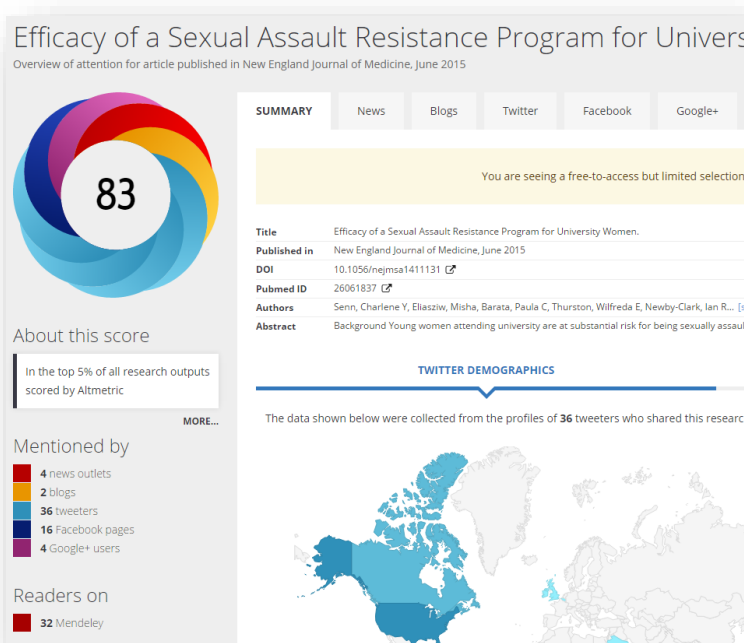 Efficacy of a Sexual Assault Resistance Program for
Overview of attention for article published in New England Journal of Medicine, June 2015
83
SUMMARY News Blogs Twitter Facebook Google+
You are seeing a free-to-access but limited selection
Title Efficacy of a Sexual Assault Resistance Program for University Women.
Published in New England Journal of Medicine, June 2015
DOI 10.1056/nejmsa1411131
Pubmed ID 26061837
Authors Senn, Charlene Y, Eliasziw, Misha, Barata, Paula C, Thurston, Wilfreda E, Newby-Clark, Ian R...
Abstract Background Young women attending university are at substantial risk for being sexually
About this score
In the top 5% of all research outputs
scored by Altmetric
MORE...
TWITTER DEMOGRAPHICS
The data shown below were collected from the profiles of 36 tweeters who shared this
Mentioned by
4 news outlets
2 blogs
36 tweeters
16 Facebook pages
4 Google+ users
Readers on
32 Mendeley